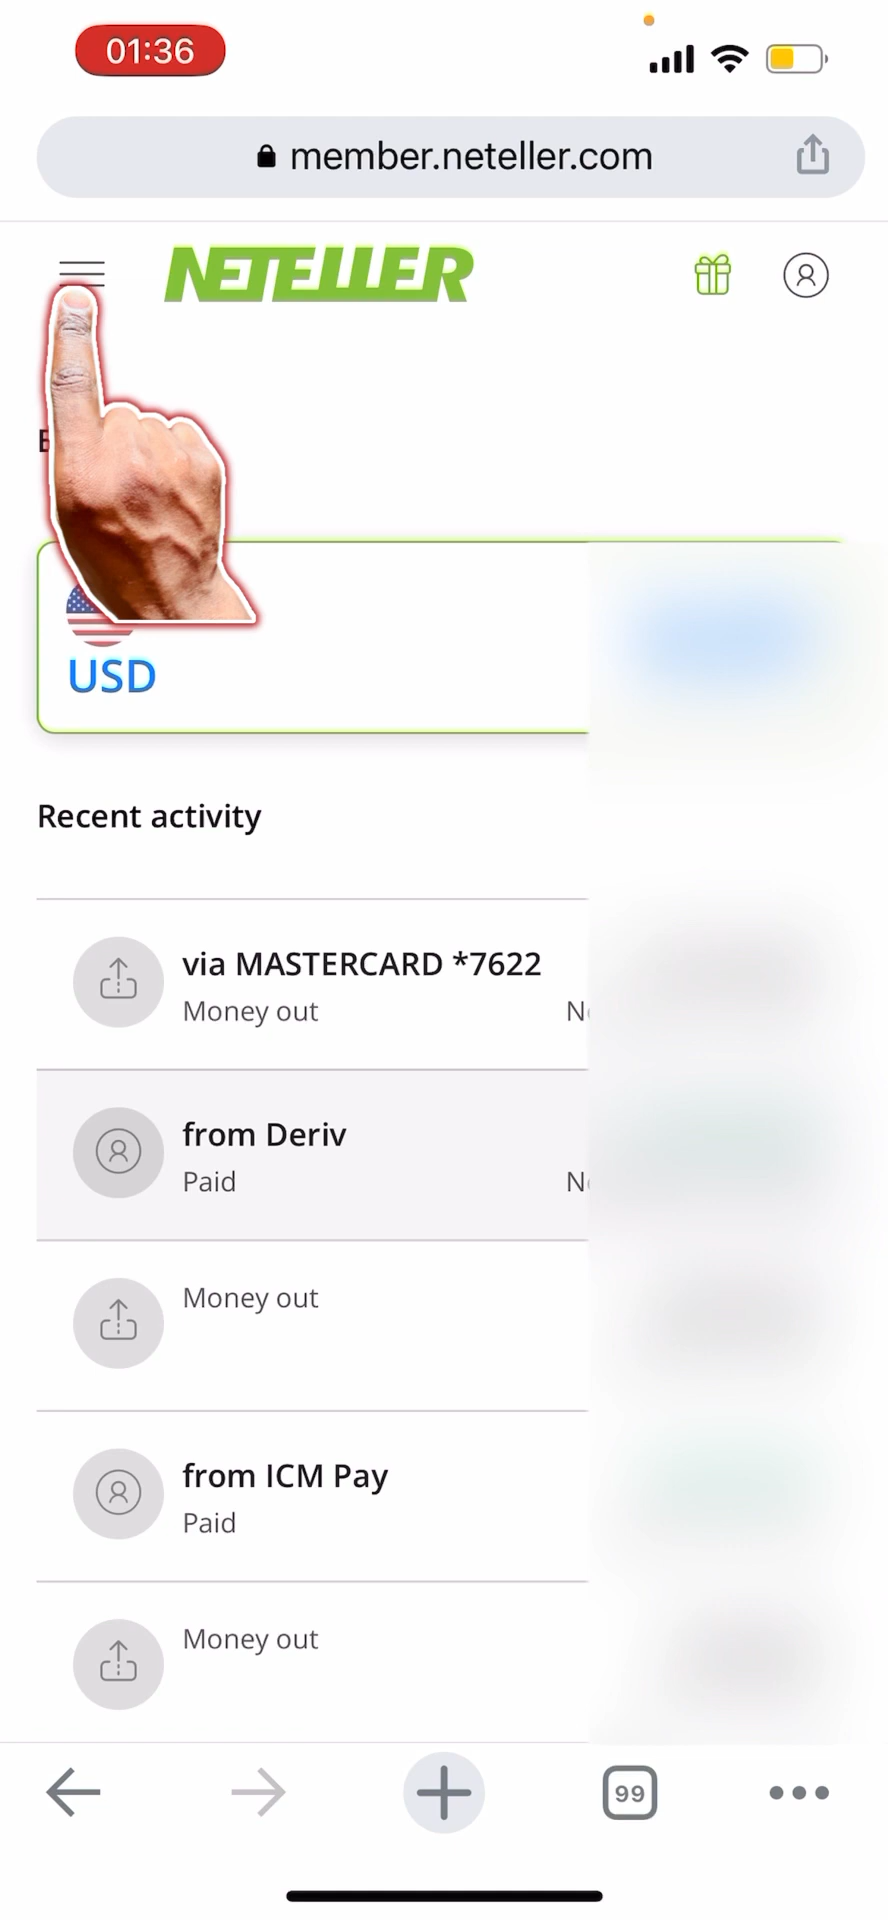 01:36
member.neteller.com
NETELLER
USD
Recent activity
via MASTERCARD *7622
Money out
from Deriv
Paid
Money out
from ICM Pay
Paid
Money out
99